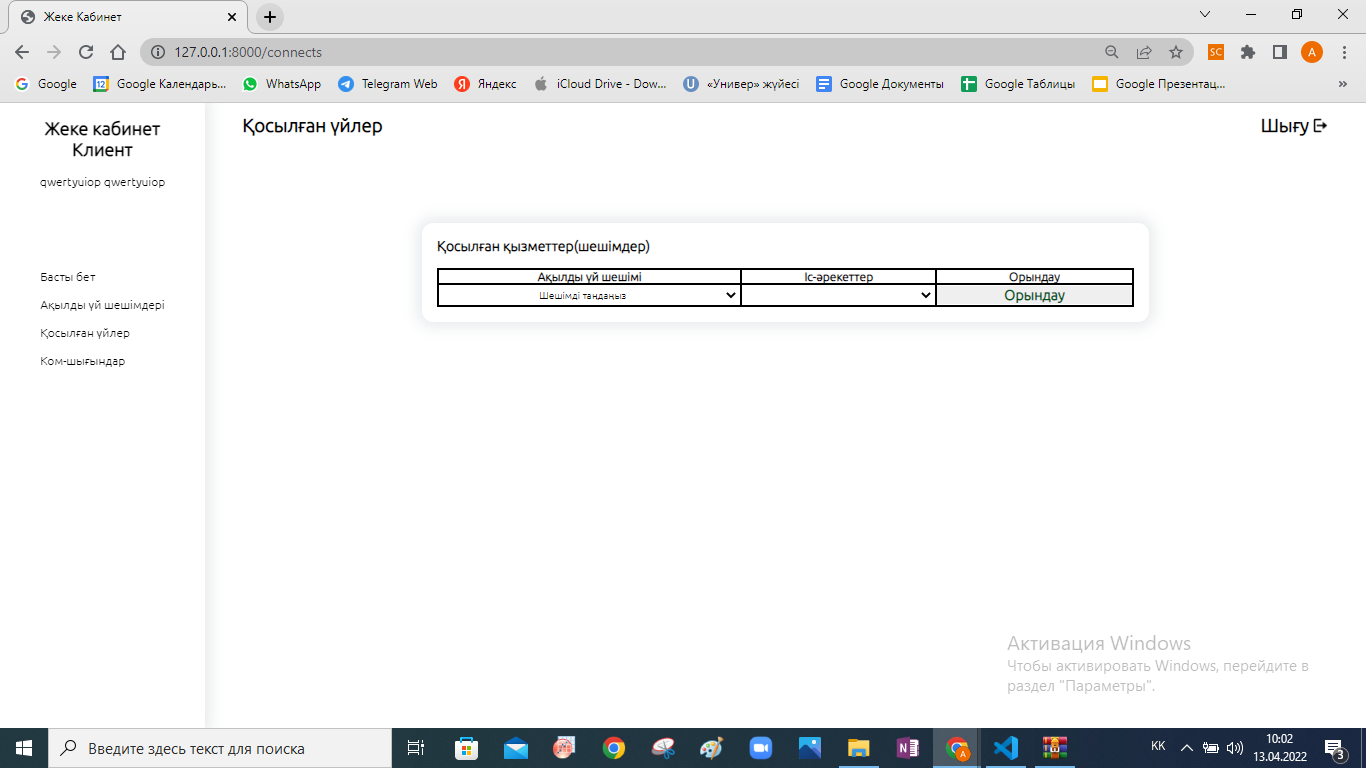 Жеке Кабинет
127.0.0.1:8000/connects
SC
A
Google
12
Google Календарь...
WhatsApp
Telegram Web
Я
Яндекс
iCloud Drive - Dow...
U
«Универ» жүйесі
Google Документы
Google Таблицы
Google Презентац...
»
Жеке кабинет
Клиент
qwertyuiop qwertyuiop
Басты бет
Ақылды үй шешімдері
Қосылған үйлер
Ком-шығындар
Қосылған үйлер
Шығу
Қосылған қызметтер(шешімдер)
Ақылды үй шешімі
Іс-әрекеттер
Орындау
Шешімді таңдаңыз
Орындау
Активация Windows
Чтобы активировать Windows, перейдите в
раздел "Параметры".
Введите здесь текст для поиска
N
A
KK
10:02
13.04.2022
3